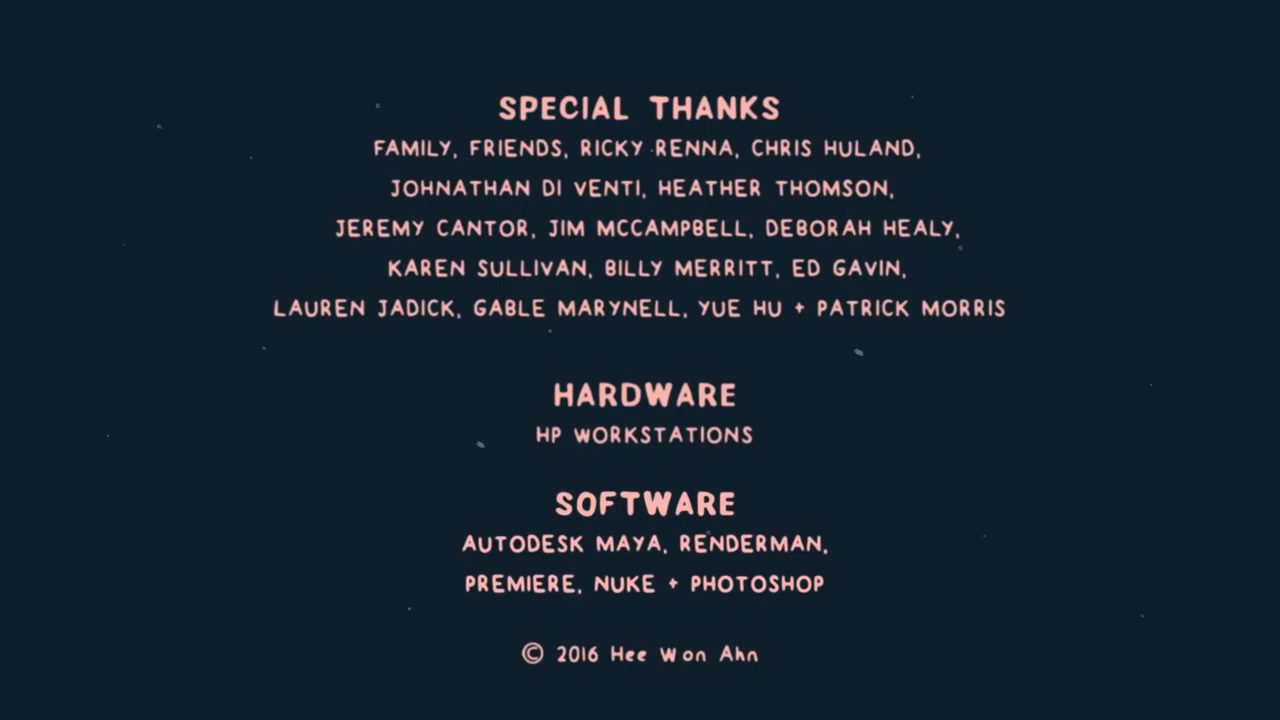 SPECIAL THANKS
FAMILY, FRIENDS, RICKY RENNA, CHRIS HULAND,
JOHNATHAN DI VENTI, HEATHER THOMSON,
JEREMY CANTOR, JIM MCCAMPBELL, DEBORAH HEALY,
KAREN SULLIVAN, BILLY MERRITT, ED GAVIN,
LAUREN JADICK, GABLE MARYNELL, YUE HU + PATRICK MORRIS
HARDWARE
HP WORKSTATIONS
SOFTWARE
AUTODESK MAYA, RENDERMAN,
PREMIERE, NUKE + PHOTOSHOP
© 2016 Hee Won Ahn